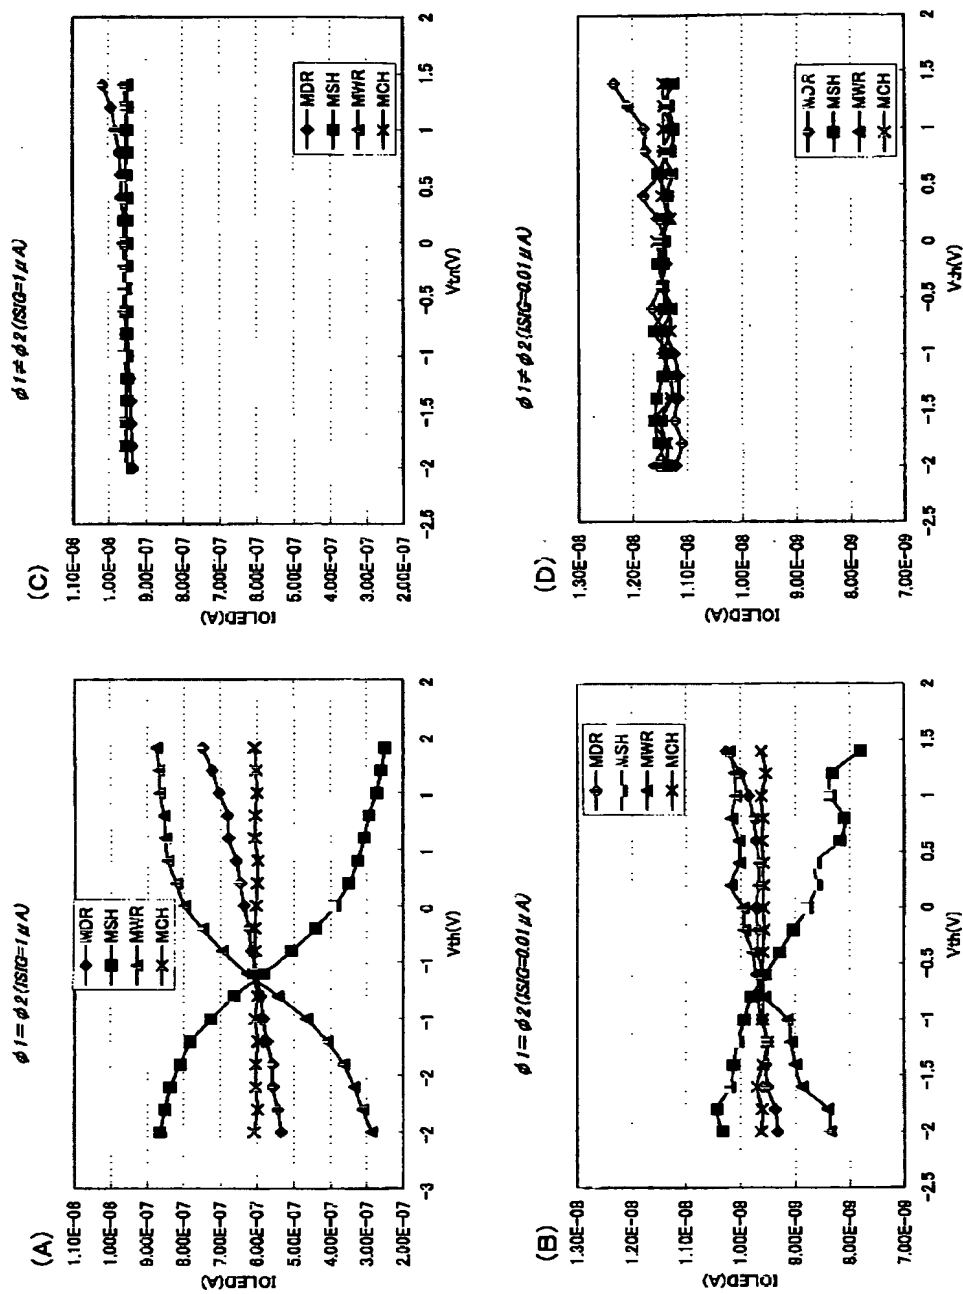 (A)
φ1=φ2(ISIG=1μA)
1.10E-06
1.00E-06
9.00E-07
8.00E-07
7.00E-07
6.00E-07
5.00E-07
4.00E-07
3.00E-07
2.00E-07
IOLED(A)
-3
-2
-2
-1
-1
0
1
1
2
2
Vth(V)
MDR
MSH
MWR
MCH
(B)
φ1=φ2(ISIG=0.01μA)
1.30E-08
1.10E-08
1.00E-08
9.00E-09
8.00E-09
7.00E-09
IOLED(A)
-2.5
-2
-1.5
-1
-0.5
0
0.5
1
1.5
2
Vth(V)
MDR
MSH
MWR
MCH
(C)
φ1≠φ2(ISIG=1μA)
1.10E-06
1.00E-06
9.00E-07
8.00E-07
7.00E-07
6.00E-07
5.00E-07
4.00E-07
3.00E-07
2.00E-07
IOLED(A)
-2.5
-2
-1.5
-1
-0.5
0
0.5
1
1.5
2
Vth(V)
MDR
MSH
MWR
MCH
(D)
φ1≠φ2(ISIG=0.01μA)
1.30E-08
1.20E-08
1.10E-08
1.00E-08
9.00E-09
8.00E-09
7.00E-09
IOLED(A)
-2.5
-2
-1.5
-1
-0.5
0
0.5
1
1.5
2
Vth(V)
MDR
MSH
MWR
MCH